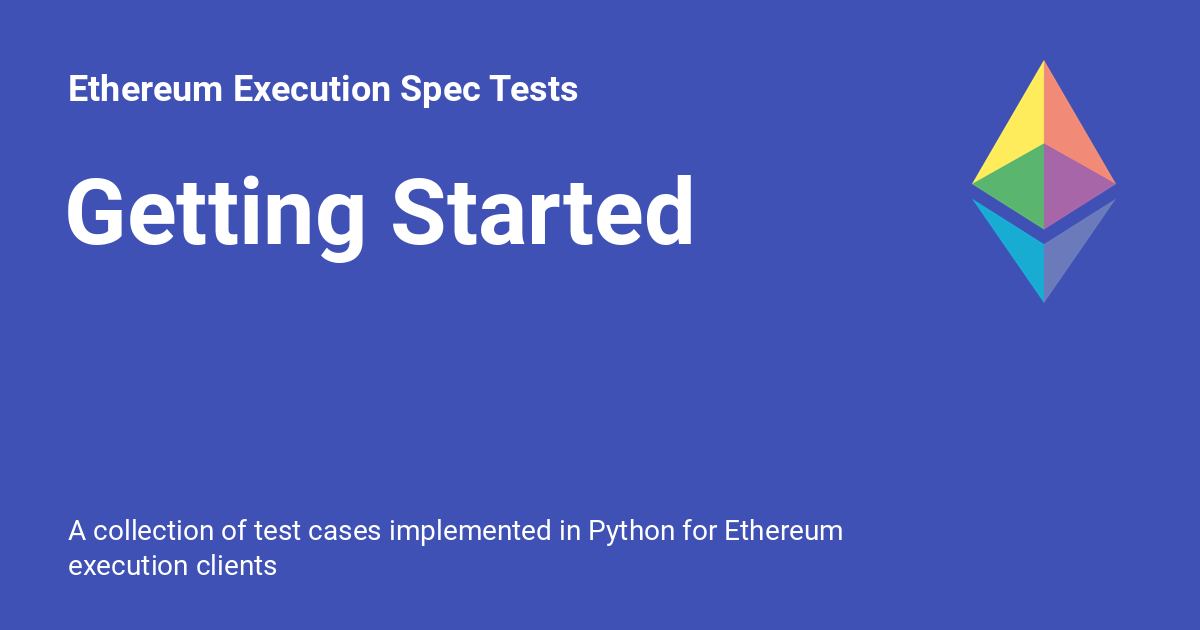 Ethereum Execution Spec Tests
Getting Started
A collection of test cases implemented in Python for Ethereum
execution clients